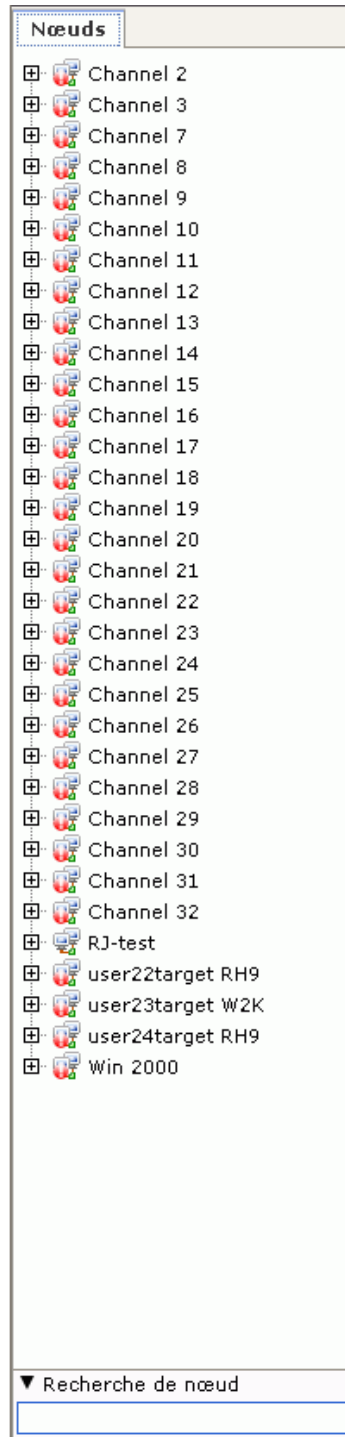 Nœuds
Channel 2
Channel 3
Channel 7
Channel 8
Channel 9
Channel 10
Channel 11
Channel 12
Channel 13
Channel 14
Channel 15
Channel 16
Channel 17
Channel 18
Channel 19
Channel 20
Channel 21
Channel 22
Channel 23
Channel 24
Channel 25
Channel 26
Channel 27
Channel 28
Channel 29
Channel 30
Channel 31
Channel 32
RJ-test
user22target RH9
user23target W2K
user24target RH9
Win 2000
Recherche de nœud